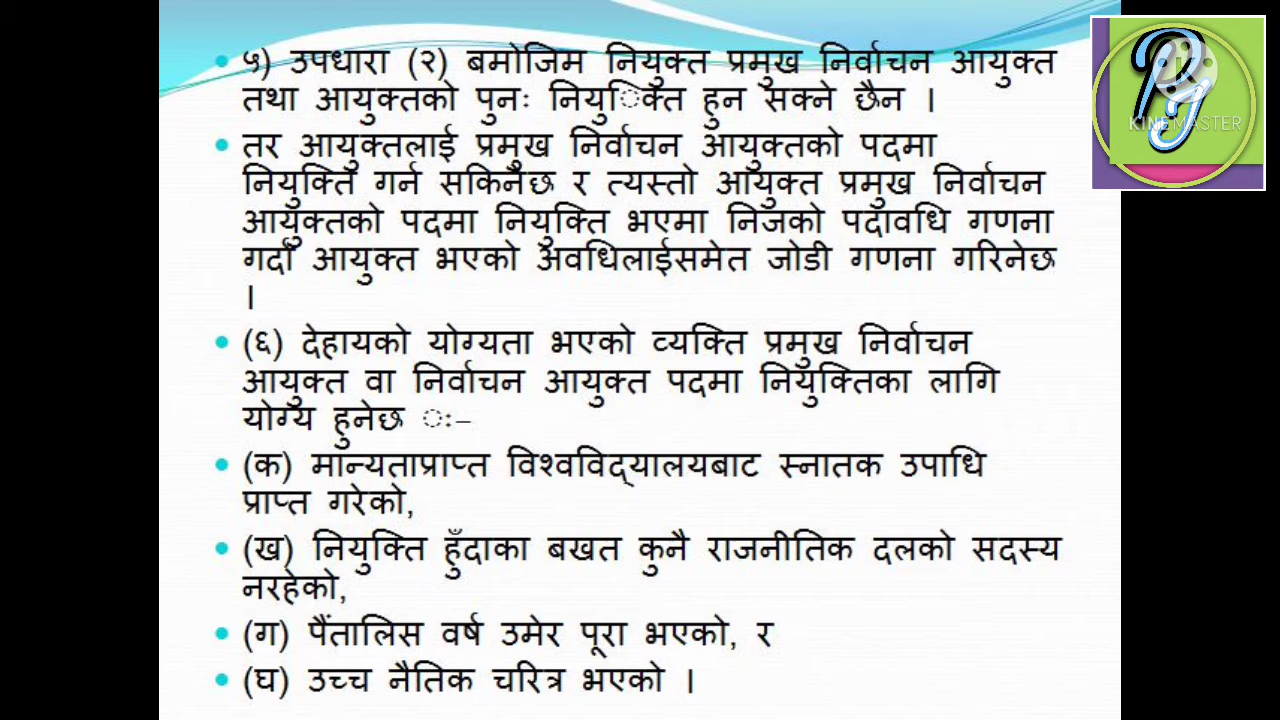 ५) उपधारा (२) बमोजिम नियुक्त प्रमुख निर्वाचन आयुक्त
तथा आयुक्तको पुनः नियुिक्त हुन सक्ने छैन ।
तर आयुक्तलाई प्रमुख निर्वाचन आयुक्तको पदमा
नियुक्ति गर्न सकिनेछ र त्यस्तो आयुक्त प्रमुख निर्वाचन
आयुक्तको पदमा नियुक्ति भएमा निजको पदावधि गणना
गर्दा आयुक्त भएको अवधिलाईसमेत जोडी गणना गरिनेछ
।
(६) देहायको योग्यता भएको व्यक्ति प्रमुख निर्वाचन
आयुक्त वा निर्वाचन आयुक्त पदमा नियुक्तिका लागि
योग्य हुनेछ ः–
(क) मान्यताप्राप्त विश्वविद्यालयबाट स्नातक उपाधि
प्राप्त गरेको,
(ख) नियुक्ति हुँदाका बखत कुनै राजनीतिक दलको सदस्य
नरहेको,
(ग) पैंतालिस वर्ष उमेर पूरा भएको, र
(घ) उच्च नैतिक चरित्र भएको ।
KINEMASTER